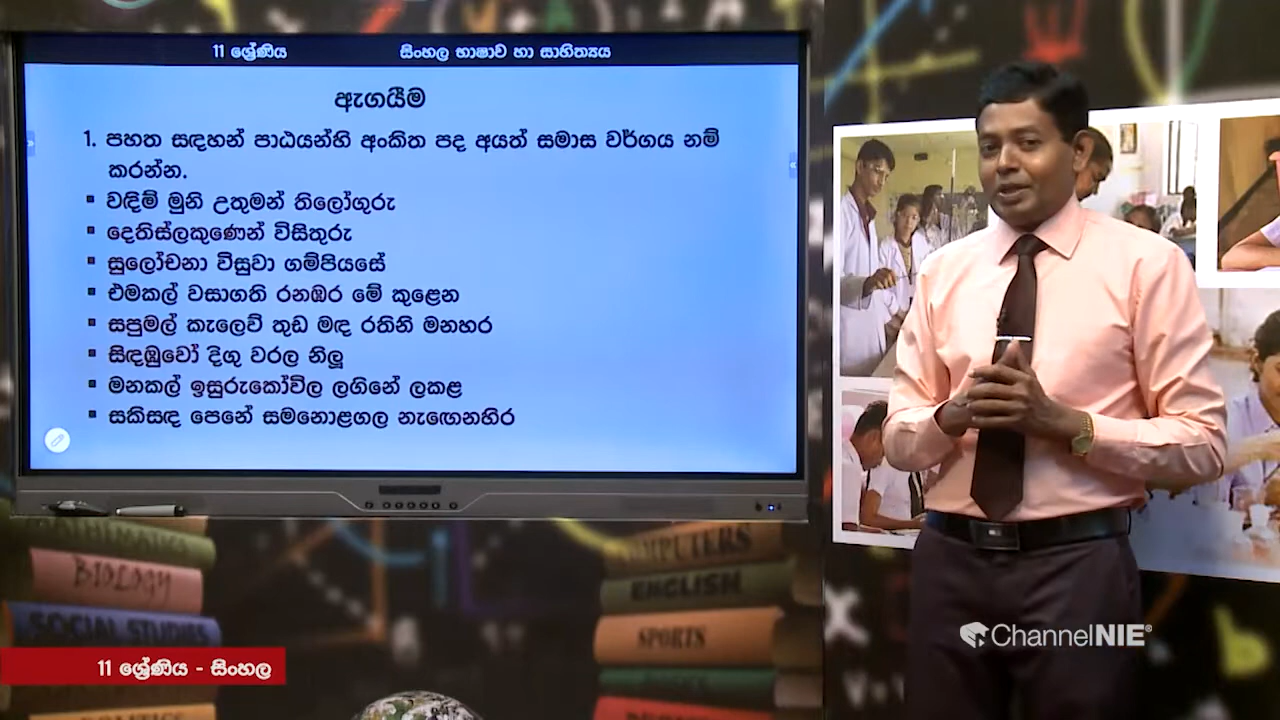 11 ශ්‍රේණිය සිංහල භාෂාව හා සාහිත්‍යය
ඇගයීම
1. පහත සඳහන් පාඨයන්හි අංකිත පද අයත් සමාස වර්ගය නම්
කරන්න.
▪ වඳිම් මුනි උතුමන් තිලෝගුරු
▪ දෙතිස්ලකුණෙන් විසිතුරු
▪ සුලෝචනා විසුවා ගම්පියසේ
▪ එමකල් වසාගති රනඹර මේ කුළෙන
▪ සපුමල් කැලෙව් තුඩ මඳ රතිනි මනහර
▪ සිඳඹුවෝ දිගු වරල නිලූ
▪ මනකල් ඉසුරුකෝවිල ලගිනේ ලකළ
▪ සකිසඳ පෙනේ සමනොළගල නැඟෙනහිර
MATHEMATICS
BIOLOGY
SOCIAL STUDIES
COMPUTERS
ENGLISH
SPORTS
11 ශ්‍රේණිය - සිංහල
ChannelNIE®